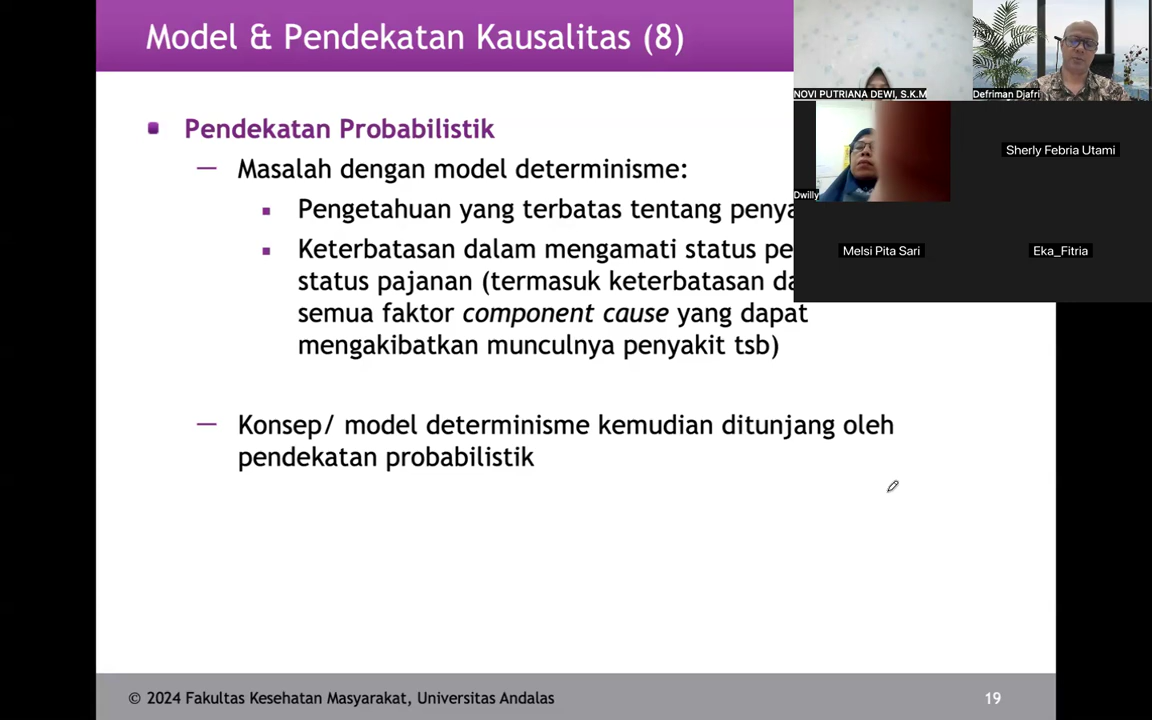 Model & Pendekatan Kausalitas (8)
Pendekatan Probabilistik
— Masalah dengan model determinisme:
Pengetahuan yang terbatas tentang
Keterbatasan dalam mengamati status
status pajanan (termasuk keterbatasan
semua faktor component cause yang dapat
mengakibatkan munculnya penyakit tsb)
— Konsep/ model determinisme kemudian ditunjang oleh
pendekatan probabilistik
© 2024 Fakultas Kesehatan Masyarakat, Universitas Andalas
19
NOVI PUTRIANA DEWI, S.K.M
Defriman Djafri
Dwilly
Sherly Febria Utami
Melsi Pita Sari
Eka_Fitria